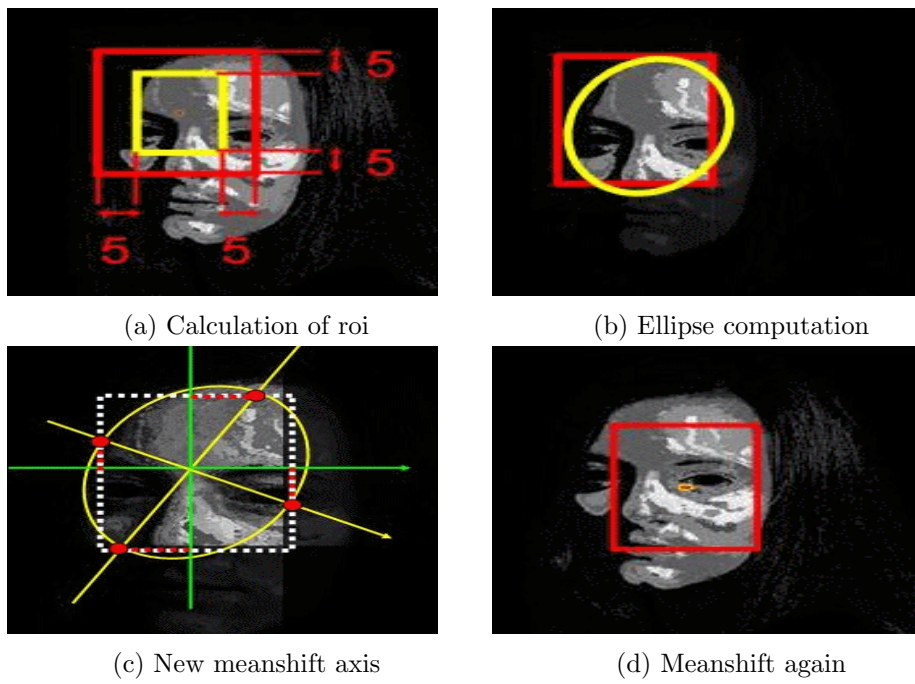 5
5
5 5
(a) Calculation of roi
(b) Ellipse computation
(c) New meanshift axis
(d) Meanshift again